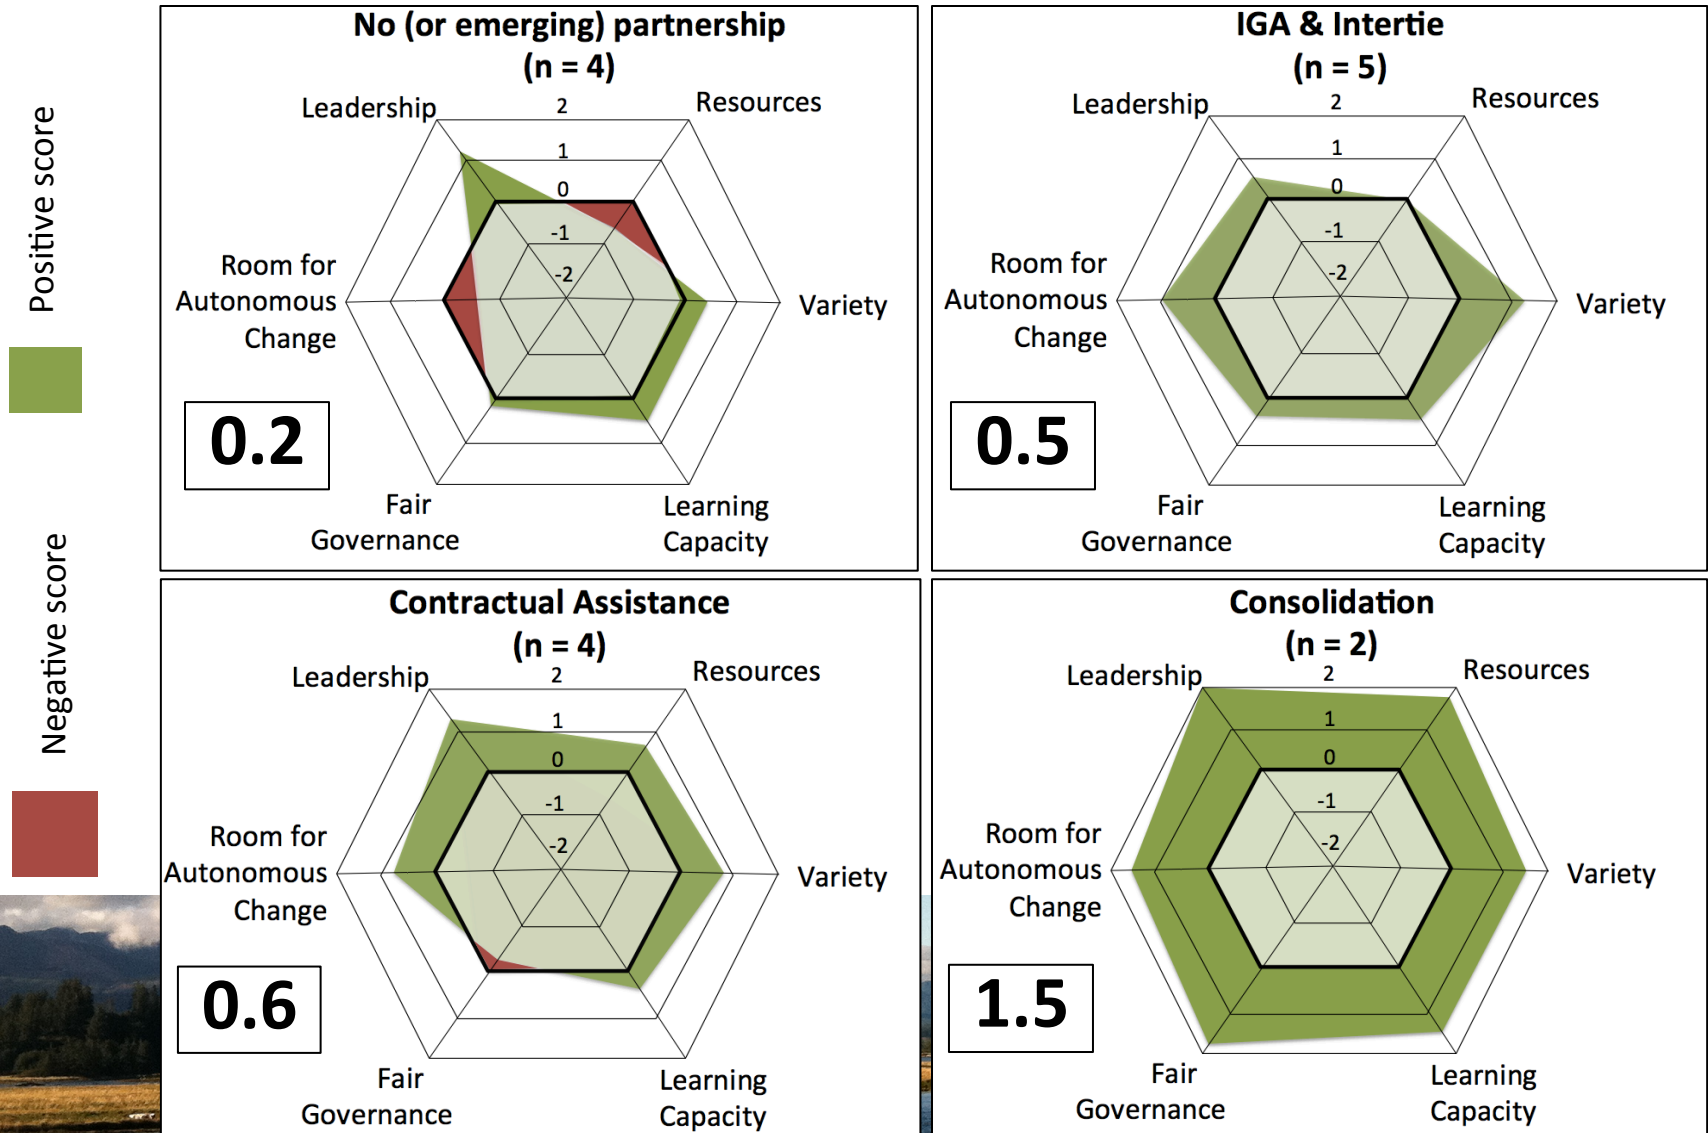 Positive score
Negative score
No (or emerging) partnership
(n = 4)
Leadership
2
Resources
1
0
-1
-2
Room for
Autonomous
Change
Variety
0.2
Fair
Governance
Learning
Capacity
IGA & Intertie
(n = 5)
Leadership
2
Resources
1
0
-1
-2
Room for
Autonomous
Change
Variety
0.5
Fair
Governance
Learning
Capacity
Contractual Assistance
(n = 4)
Leadership
2
Resources
1
0
-1
-2
Room for
Autonomous
Change
Variety
0.6
Fair
Governance
Learning
Capacity
Consolidation
(n = 2)
Leadership
2
Resources
1
0
-1
-2
Room for
Autonomous
Change
Variety
1.5
Fair
Governance
Learning
Capacity